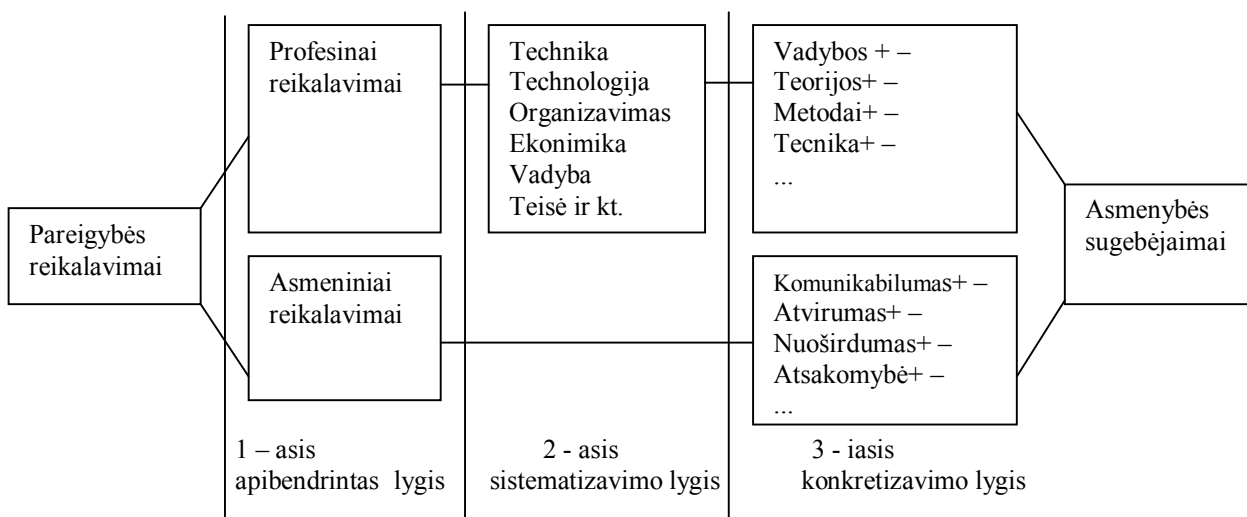 Pareigybės
reikalavimai
Profesinai
reikalavimai
Asmeniniai
reikalavimai
Technika
Technologija
Organizavimas
Ekonimika
Vadyba
Teisė ir kt.
Vadybos + –
Teorijos+ –
Metodai+ –
Tecnika+ –
...
Komunikabilumas+ –
Atvirumas+ –
Nuoširdumas+ –
Atsakomybė+ –
...
Asmenybės
sugebėjaimai
1 – asis
apibendrintas lygis
2 - asis
sistematizavimo lygis
3 - iasis
konkretizavimo lygis